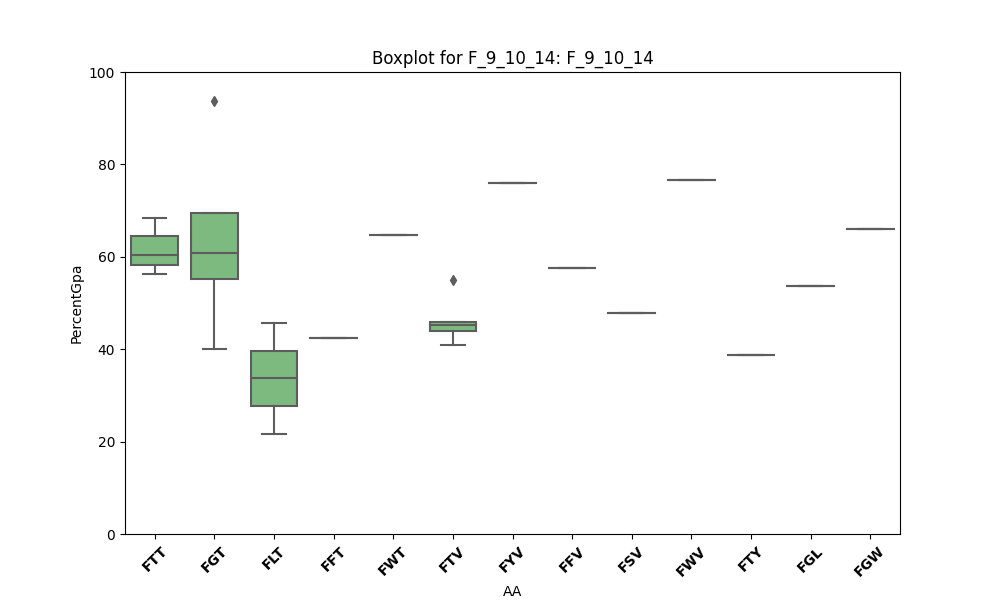 Boxplot for F_9_10_14: F_9_10_14
100
80
60
40
20
0
PercentGpa
FTT
FGT
FLT
FFT
FWT
FTV
FYV
FFV
FSV
FWV
FTY
FGL
FGW
AA